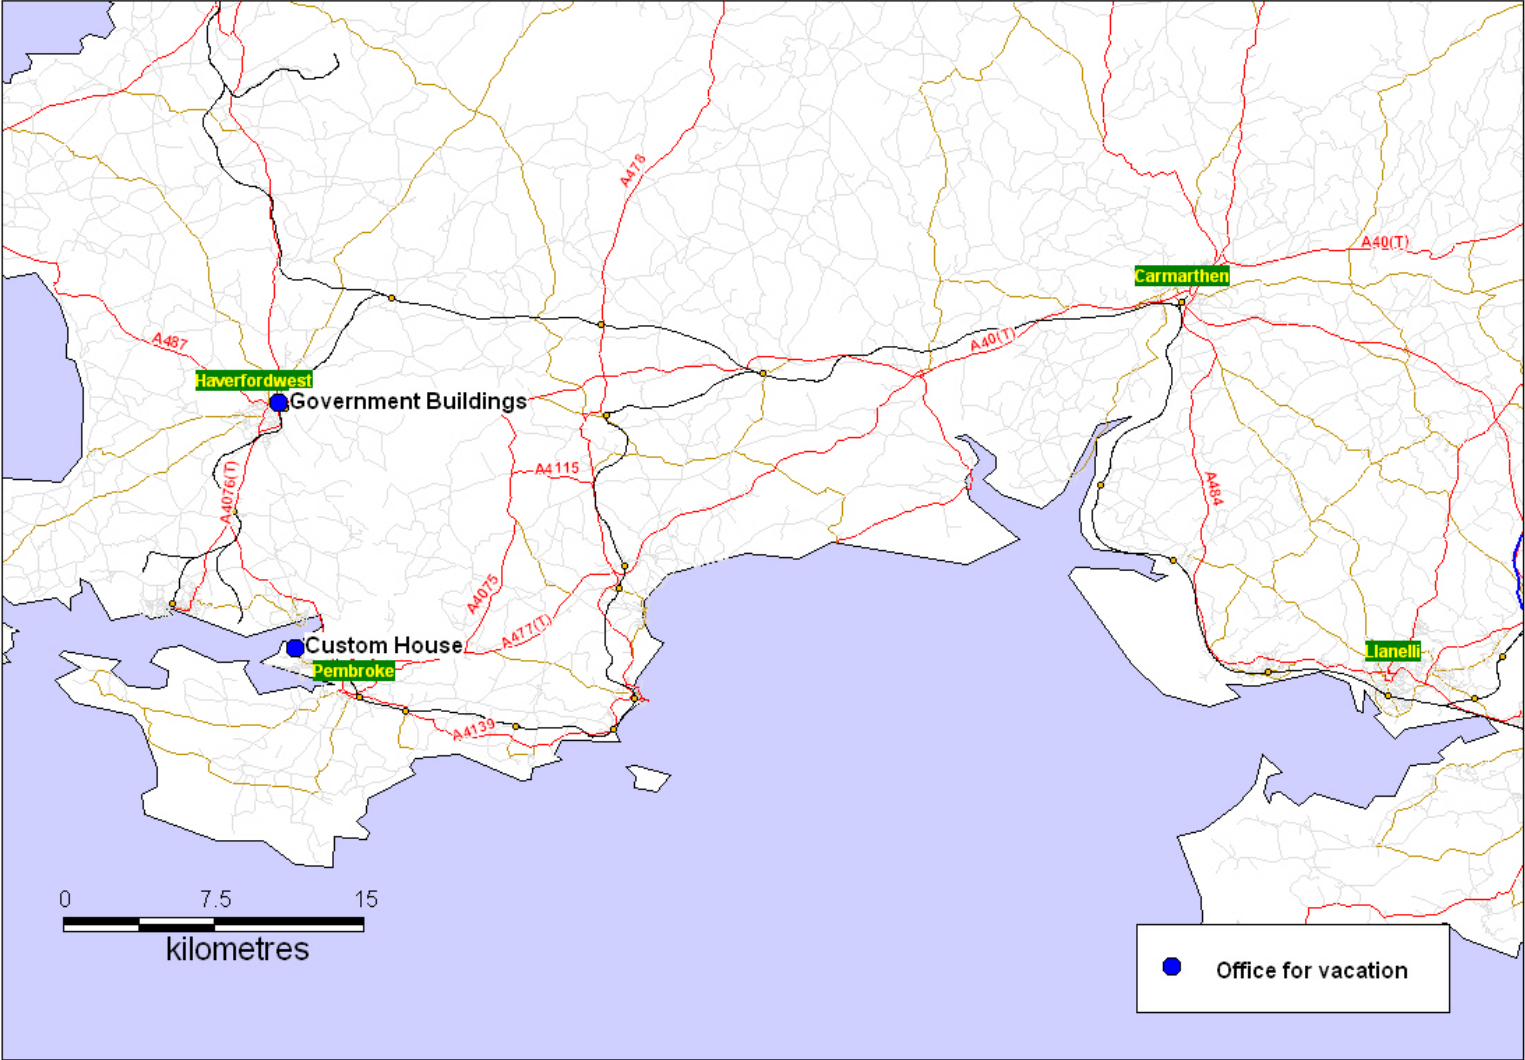 A478
A40(T)
Carmarthen
A487
A40(T)
Haverfordwest
Government Buildings
A4115
A4076(T)
A484
A4075
A477(T)
Custom House
Pembroke
Llanelli
A4139
0 7.5 15
kilometres
Office for vacation